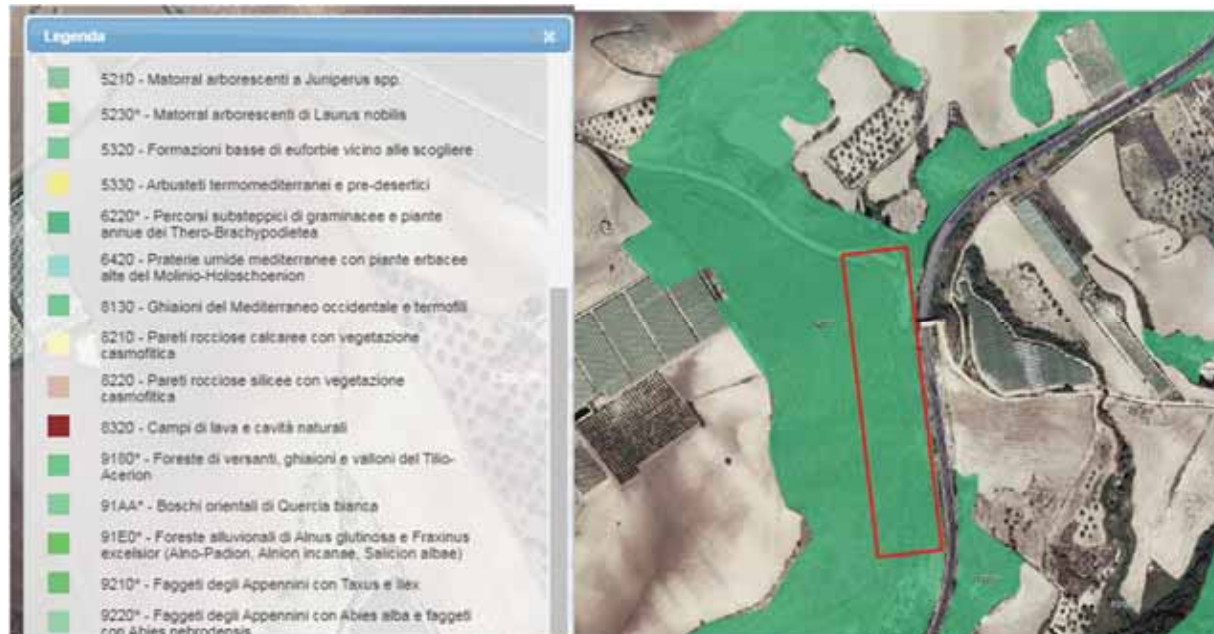 Legenda
5210 - Matorral arborescenti a Juniperus spp.
5230* - Matorral arborescenti di Laurus nobilis
5320 - Formazioni basse di euforbie vicino alle scogliere
5330 - Arbusteti termomediterranei e pre-desertici
6220* - Percorsi substeppici di graminacee e piante
annue dei Thero-Brachypodietea
6420 - Praterie umide mediterranee con piante erbacee
alte del Molinio-Holoschoenion
8130 - Ghiaioni del Mediterraneo occidentale e termofili
8210 - Pareti rocciose calcaree con vegetazione
casmofitica
8220 - Pareti rocciose silicee con vegetazione
casmofitica
8320 - Campi di lava e cavità naturali
9180* - Foreste di versanti, ghiaioni e valloni del Tilio-
Acerion
91AA* - Boschi orientali di Quercia bianca
91E0* - Foreste alluvionali di Alnus glutinosa e Fraxinus
excelsior (Alno-Padion, Alnion incanae, Salicion albae)
9210* - Faggeti degli Appennini con Taxus e Ilex
9220* - Faggeti degli Appennini con Abies alba e faggeti
con Abies nebrodensis